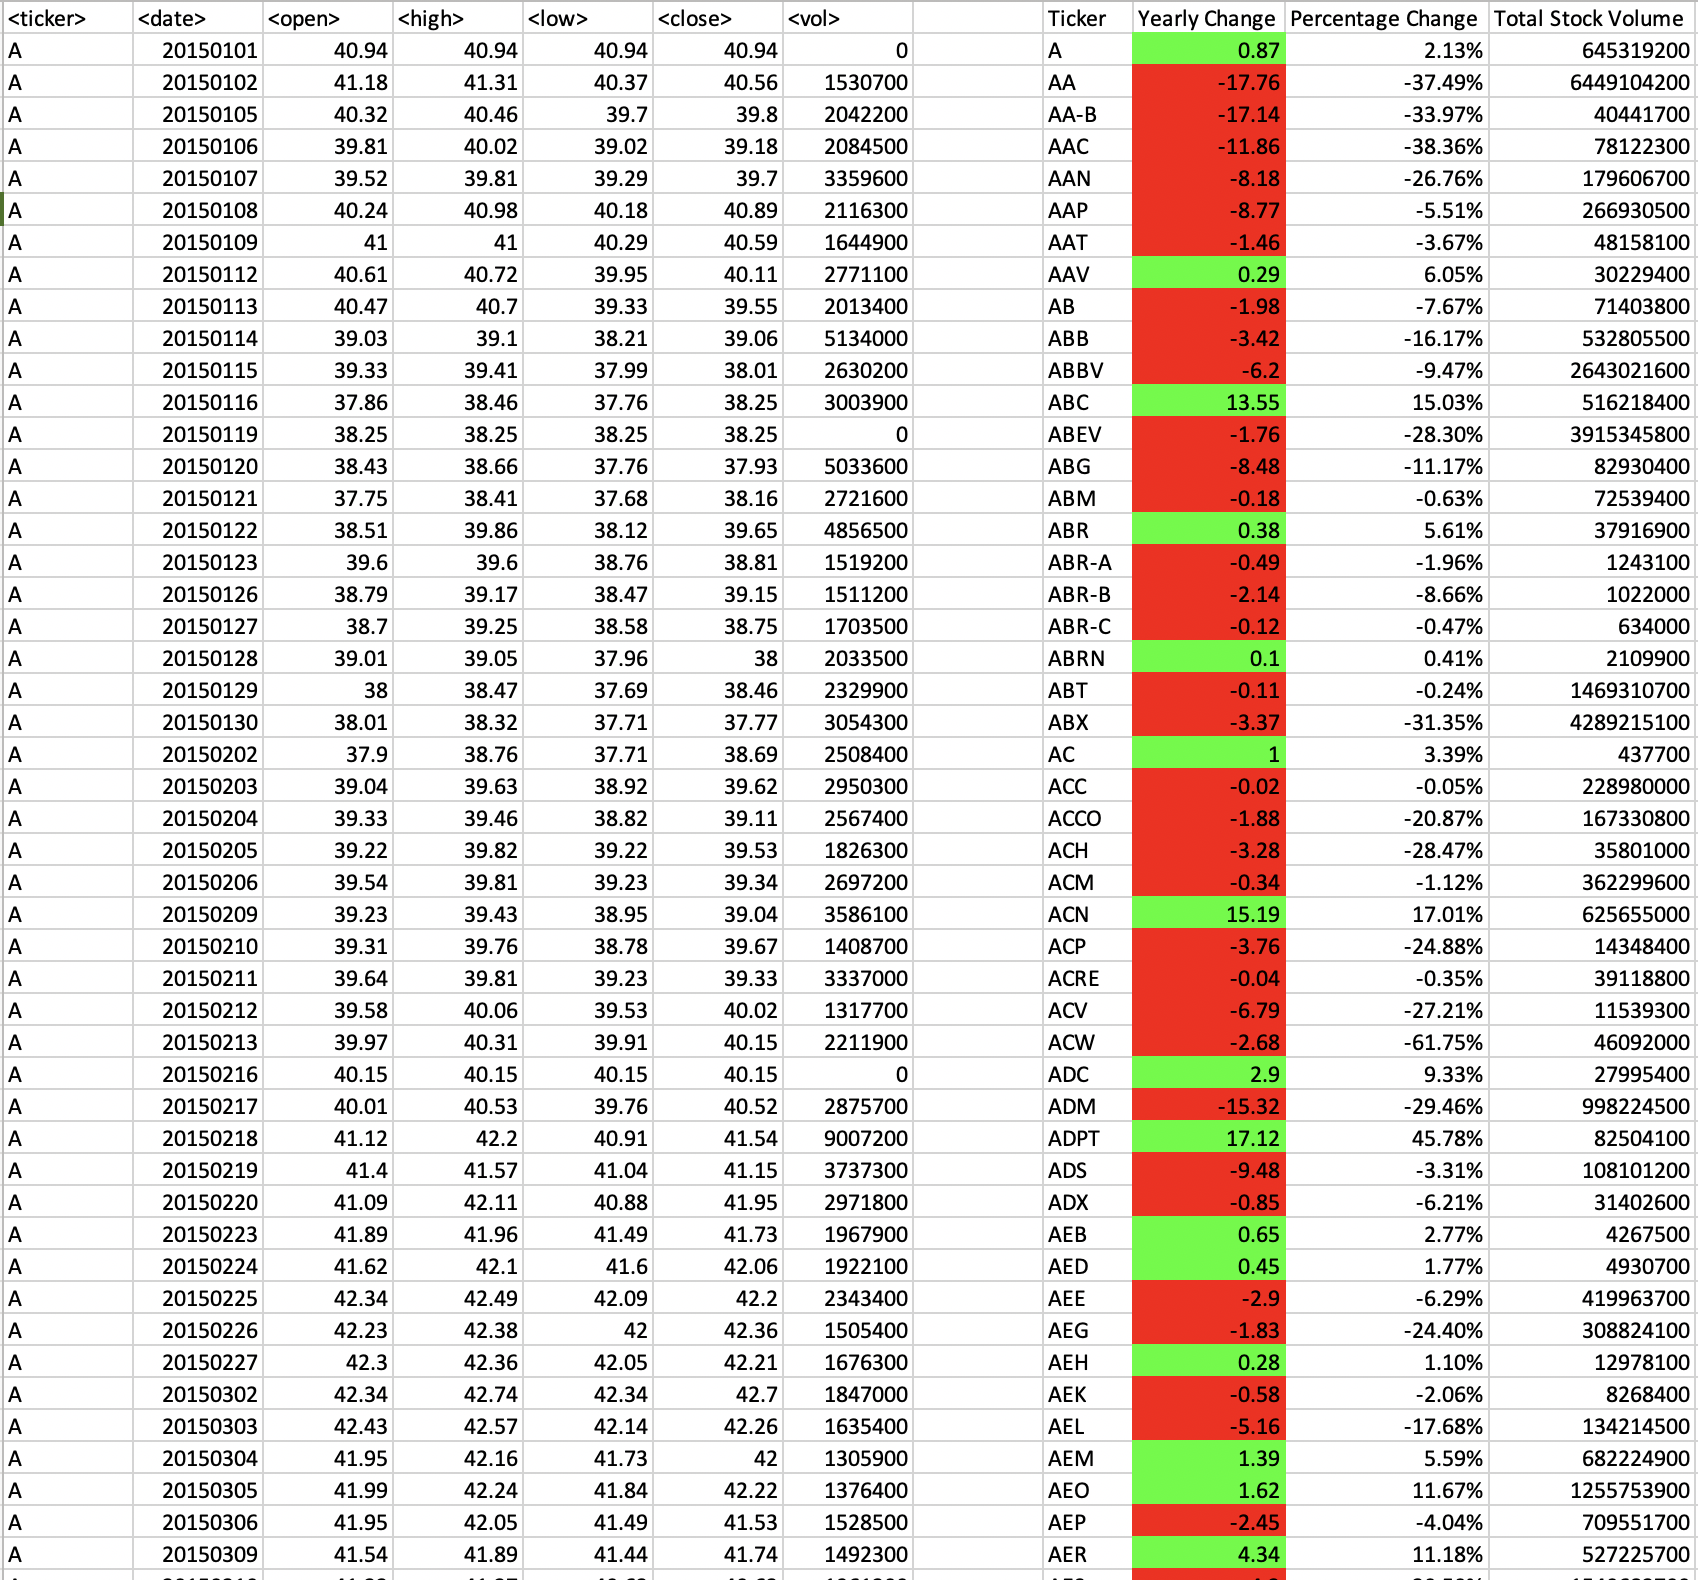 <ticker> <date> <open> <high> <low> <close> <vol> Ticker Yearly Change Percentage Change Total Stock Volume
A 20150101 40.94 40.94 40.94 40.94 0 A 0.87 2.13% 645319200
A 20150102 41.18 41.31 40.37 40.56 1530700 AA -17.76 -37.49% 6449104200
A 20150105 40.32 40.46 39.7 39.8 2042200 AA-B -17.14 -33.97% 40441700
A 20150106 39.81 40.02 39.02 39.18 2084500 AAC -11.86 -38.36% 78122300
A 20150107 39.52 39.81 39.29 39.7 3359600 AAN -8.18 -26.76% 179606700
A 20150108 40.24 40.98 40.18 40.89 2116300 AAP -8.77 -5.51% 266930500
A 20150109 41 41 40.29 40.59 1644900 AAT -1.46 -3.67% 48158100
A 20150112 40.61 40.72 39.95 40.11 2771100 AAV 0.29 6.05% 30229400
A 20150113 40.47 40.7 39.33 39.55 2013400 AB -1.98 -7.67% 71403800
A 20150114 39.03 39.1 38.21 39.06 5134000 ABB -3.42 -16.17% 532805500
A 20150115 39.33 39.41 37.99 38.01 2630200 ABBV -6.2 -9.47% 2643021600
A 20150116 37.86 38.46 37.76 38.25 3003900 ABC 13.55 15.03% 516218400
A 20150119 38.25 38.25 38.25 38.25 0 ABEV -1.76 -28.30% 3915345800
A 20150120 38.43 38.66 37.76 37.93 5033600 ABG -8.48 -11.17% 82930400
A 20150121 37.75 38.41 37.68 38.16 2721600 ABM -0.18 -0.63% 72539400
A 20150122 38.51 39.86 38.12 39.65 4856500 ABR 0.38 5.61% 37916900
A 20150123 39.6 39.6 38.76 38.81 1519200 ABR-A -0.49 -1.96% 1243100
A 20150126 38.79 39.17 38.47 39.15 1511200 ABR-B -2.14 -8.66% 1022000
A 20150127 38.7 39.25 38.58 38.75 1703500 ABR-C -0.12 -0.47% 634000
A 20150128 39.01 39.05 37.96 38 2033500 ABRN 0.1 0.41% 2109900
A 20150129 38 38.47 37.69 38.46 2329900 ABT -0.11 -0.24% 1469310700
A 20150130 38.01 38.32 37.71 37.77 3054300 ABX -3.37 -31.35% 4289215100
A 20150202 37.9 38.76 37.71 38.69 2508400 AC 1 3.39% 437700
A 20150203 39.04 39.63 38.92 39.62 2950300 ACC -0.02 -0.05% 228980000
A 20150204 39.33 39.46 38.82 39.11 2567400 ACCO -1.88 -20.87% 167330800
A 20150205 39.22 39.82 39.22 39.53 1826300 ACH -3.28 -28.47% 35801000
A 20150206 39.54 39.81 39.23 39.34 2697200 ACM -0.34 -1.12% 362299600
A 20150209 39.23 39.43 38.95 39.04 3586100 ACN 15.19 17.01% 625655000
A 20150210 39.31 39.76 38.78 39.67 1408700 ACP -3.76 -24.88% 14348400
A 20150211 39.64 39.81 39.23 39.33 3337000 ACRE -0.04 -0.35% 39118800
A 20150212 39.58 40.06 39.53 40.02 1317700 ACV -6.79 -27.21% 11539300
A 20150213 39.97 40.31 39.91 40.15 2211900 ACW -2.68 -61.75% 46092000
A 20150216 40.15 40.15 40.15 40.15 0 ADC 2.9 9.33% 27995400
A 20150217 40.01 40.53 39.76 40.52 2875700 ADM -15.32 -29.46% 998224500
A 20150218 41.12 42.2 40.91 41.54 9007200 ADPT 17.12 45.78% 82504100
A 20150219 41.4 41.57 41.04 41.15 3737300 ADS -9.48 -3.31% 108101200
A 20150220 41.09 42.11 40.88 41.95 2971800 ADX -0.85 -6.21% 31402600
A 20150223 41.89 41.96 41.49 41.73 1967900 AEB 0.65 2.77% 4267500
A 20150224 41.62 42.1 41.6 42.06 1922100 AED 0.45 1.77% 4930700
A 20150225 42.34 42.49 42.09 42.2 2343400 AEE -2.9 -6.29% 419963700
A 20150226 42.23 42.38 42 42.36 1505400 AEG -1.83 -24.40% 308824100
A 20150227 42.3 42.36 42.05 42.21 1676300 AEH 0.28 1.10% 12978100
A 20150302 42.34 42.74 42.34 42.7 1847000 AEK -0.58 -2.06% 8268400
A 20150303 42.43 42.57 42.14 42.26 1635400 AEL -5.16 -17.68% 134214500
A 20150304 41.95 42.16 41.73 42 1305900 AEM 1.39 5.59% 682224900
A 20150305 41.99 42.24 41.84 42.22 1376400 AEO 1.62 11.67% 1255753900
A 20150306 41.95 42.05 41.49 41.53 1528500 AEP -2.45 -4.04% 709551700
A 20150309 41.54 41.89 41.44 41.74 1492300 AER 4.34 11.18% 527225700